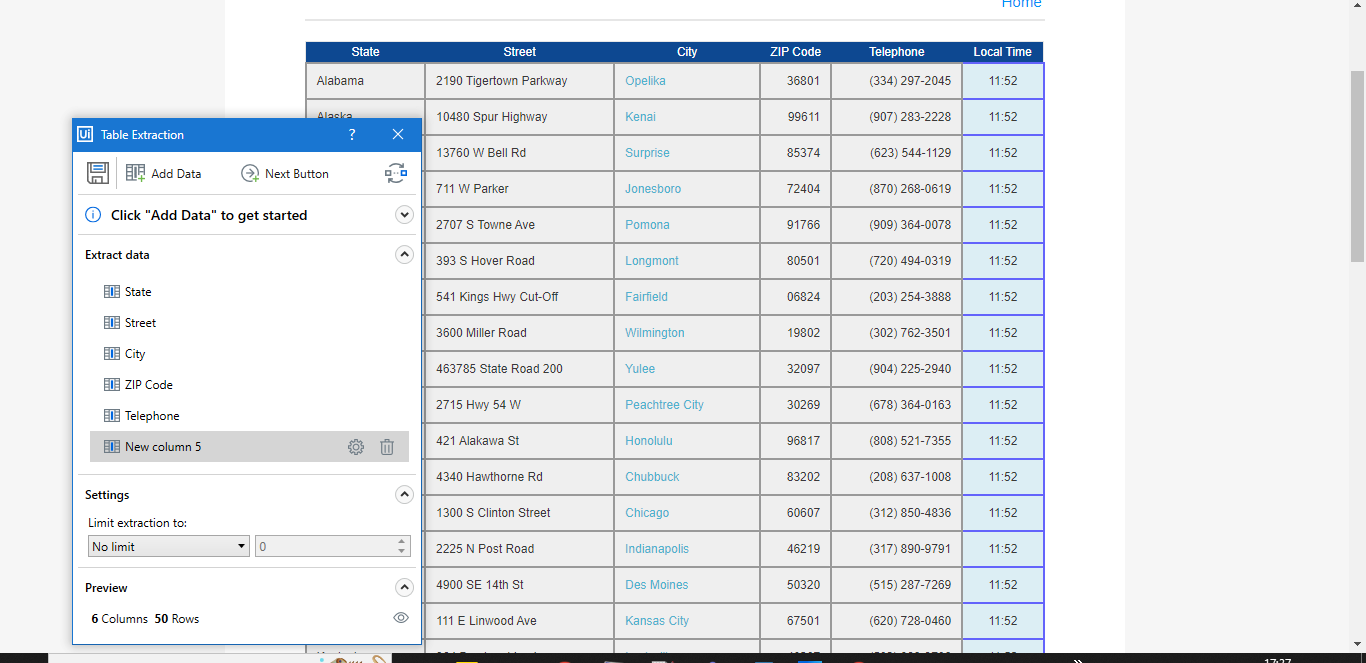 Home
State Street City ZIP Code Telephone Local Time
Alabama 2190 Tigertown Parkway Opelika 36801 (334) 297-2045 11:52
Alaska 10480 Spur Highway Kenai 99611 (907) 283-2228 11:52
13760 W Bell Rd Surprise 85374 (623) 544-1129 11:52
711 W Parker Jonesboro 72404 (870) 268-0619 11:52
2707 S Towne Ave Pomona 91766 (909) 364-0078 11:52
393 S Hover Road Longmont 80501 (720) 494-0319 11:52
541 Kings Hwy Cut-Off Fairfield 06824 (203) 254-3888 11:52
3600 Miller Road Wilmington 19802 (302) 762-3501 11:52
463785 State Road 200 Yulee 32097 (904) 225-2940 11:52
2715 Hwy 54 W Peachtree City 30269 (678) 364-0163 11:52
421 Alakawa St Honolulu 96817 (808) 521-7355 11:52
4340 Hawthorne Rd Chubbuck 83202 (208) 637-1008 11:52
1300 S Clinton Street Chicago 60607 (312) 850-4836 11:52
2225 N Post Road Indianapolis 46219 (317) 890-9791 11:52
4900 SE 14th St Des Moines 50320 (515) 287-7269 11:52
111 E Linwood Ave Kansas City 67501 (620) 728-0460 11:52
Ui Table Extraction ?
Add Data Next Button
Click "Add Data" to get started
Extract data
State
Street
City
ZIP Code
Telephone
New column 5
Settings
Limit extraction to:
No limit 0
Preview
6 Columns 50 Rows